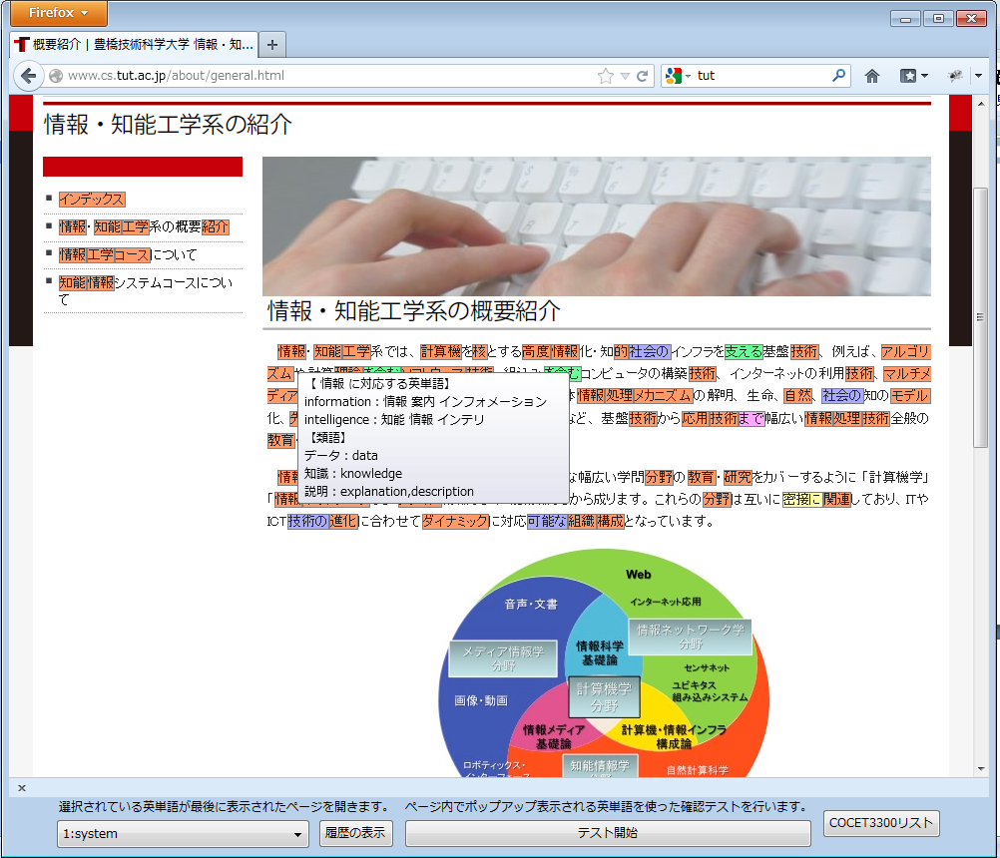 Firefox
概要紹介 | 豊橋技術科学大学 情報・知...
www.cs.tut.ac.jp/about/general.html
tut
情報・知能工学系の紹介
インデックス
情報・知能工学系の概要紹介
情報工学コースについて
知能情報システムコースについ
て
情報・知能工学系の概要紹介
情報・知能工学系では、計算機を核とする高度情報化・知的社会のインフラを支える基盤技術、例えば、アルゴリ
ズムや計算理論を含むソフトウェア技術、組込みを含むコンピュータの構築技術、インターネットの利用技術、マルチメ
ディア
情報処理メカニズムの解明、生命、自然、社会の知のモデル
化、
など、基盤技術から応用技術まで幅広い情報処理技術全般の
教育
【 情報 に対応する英単語】
information : 情報 案内 インフォメーション
intelligence : 知能 情報 インテリ
【類語】
データ : data
知識 : knowledge
説明 : explanation,description
情
な幅広い学問分野の教育・研究をカバーするように「計算機学」
「情報
から成ります。これらの分野は互いに密接に関連しており、ITや
ICT技術の進化に合わせてダイナミックに対応可能な組織構成となっています。
Web
音声・文書
インターネット応用
情報ネットワーク学
分野
情報科学
基礎論
メディア情報学
分野
センサネット
計算機学
分野
ユビキタス
組み込みシステム
画像・動画
情報メディア
基礎論
計算機・情報インフラ
構成論
ロボティックス・
インターフェース
知能情報学
分野
自然計算科学
選択されている英単語が最後に表示されたページを開きます。
ページ内でポップアップ表示される英単語を使った確認テストを行います。
1:system
履歴の表示
テスト開始
COCET3300リスト